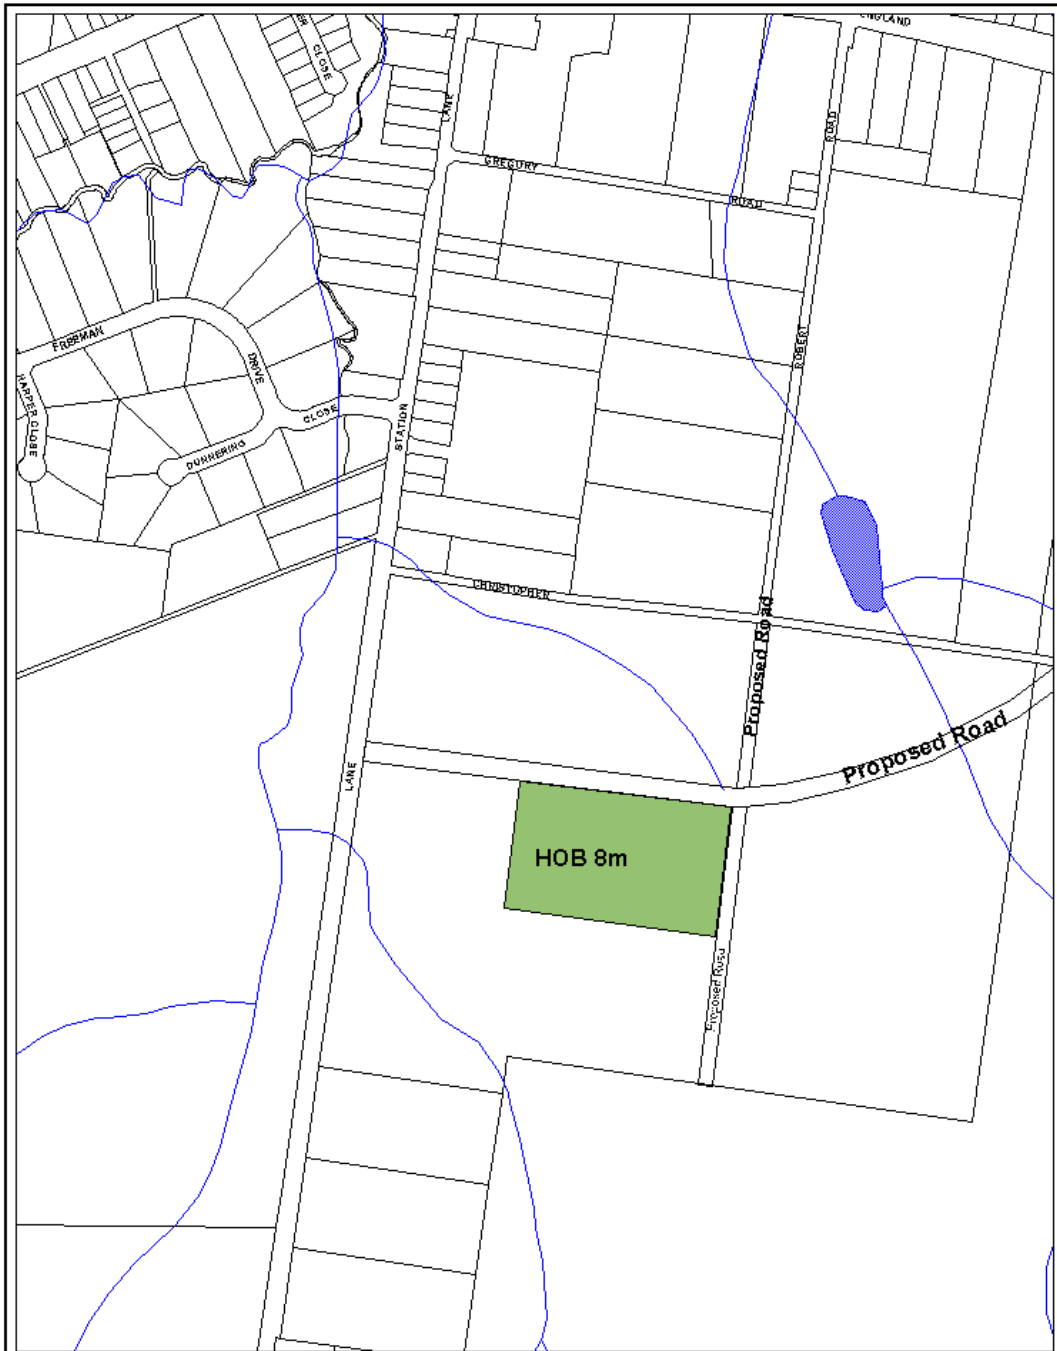 ENGLAND
CLOSE
LANE
ROAD
GREGORY
ROAD
FREEMAN
DRIVE
ROBERT
HARPER CLOSE
CLOSE
STATION
DUNNERING
CHRISTOPHER
Proposed Road
Proposed Road
LANE
HOB 8m
Proposed Road